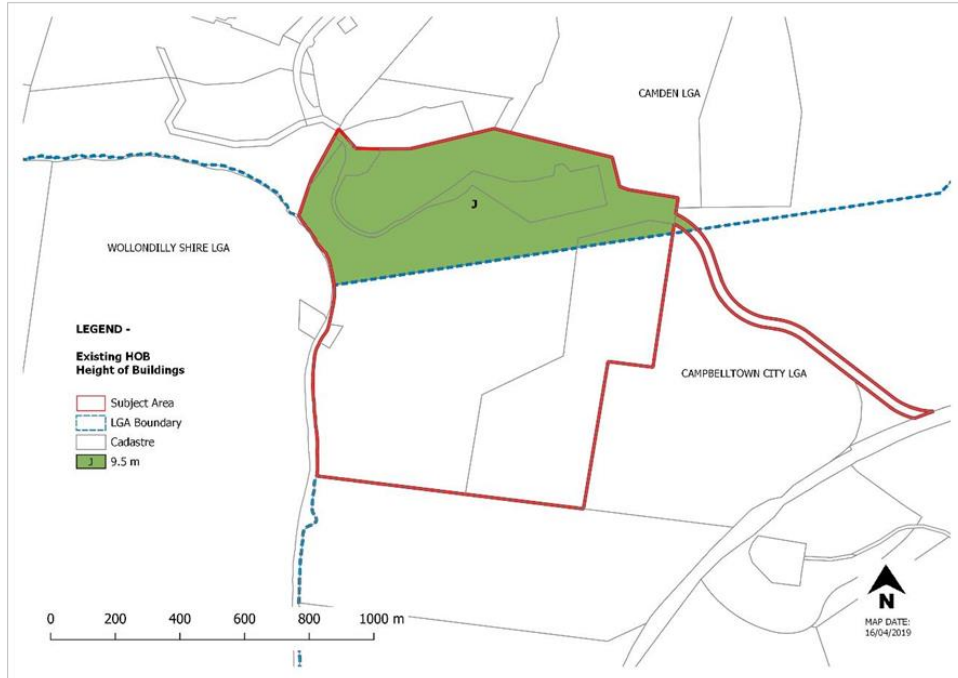 CAMDEN LGA
J
WOLLONDILLY SHIRE LGA
CAMPBELLTOWN CITY LGA
LEGEND -
Existing HOB
Height of Buildings
Subject Area
LGA Boundary
Cadastre
J 9.5 m
0 200 400 600 800 1000 m
N
MAP DATE:
16/04/2019